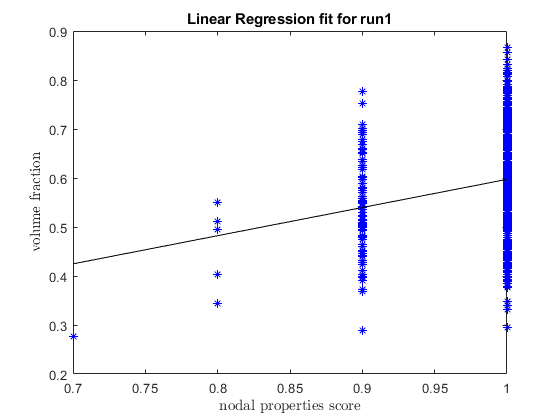 Linear Regression fit for run1
0.9
0.8
0.7
0.6
0.5
0.4
0.3
0.2
volume fraction
0.7 0.75 0.8 0.85 0.9 0.95 1
nodal properties score